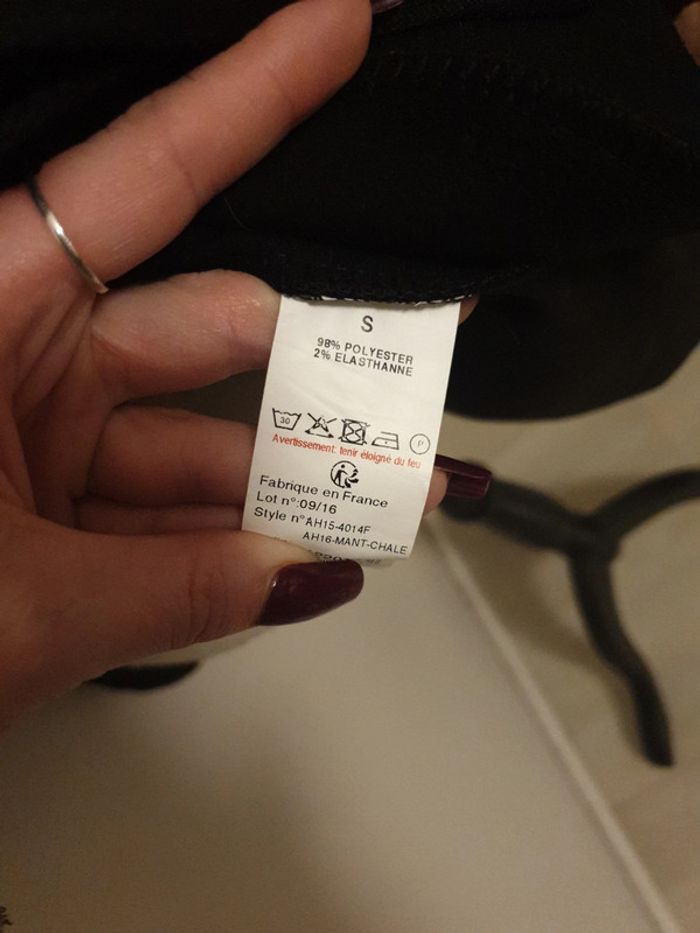 S
98% POLYESTER
2% ELASTHANNE
30
P
Avertissement: tenir éloigné du feu
Fabrique en France
Lot n°:09/16
Style n°AH15-4014F
AH16-MANT-CHALE